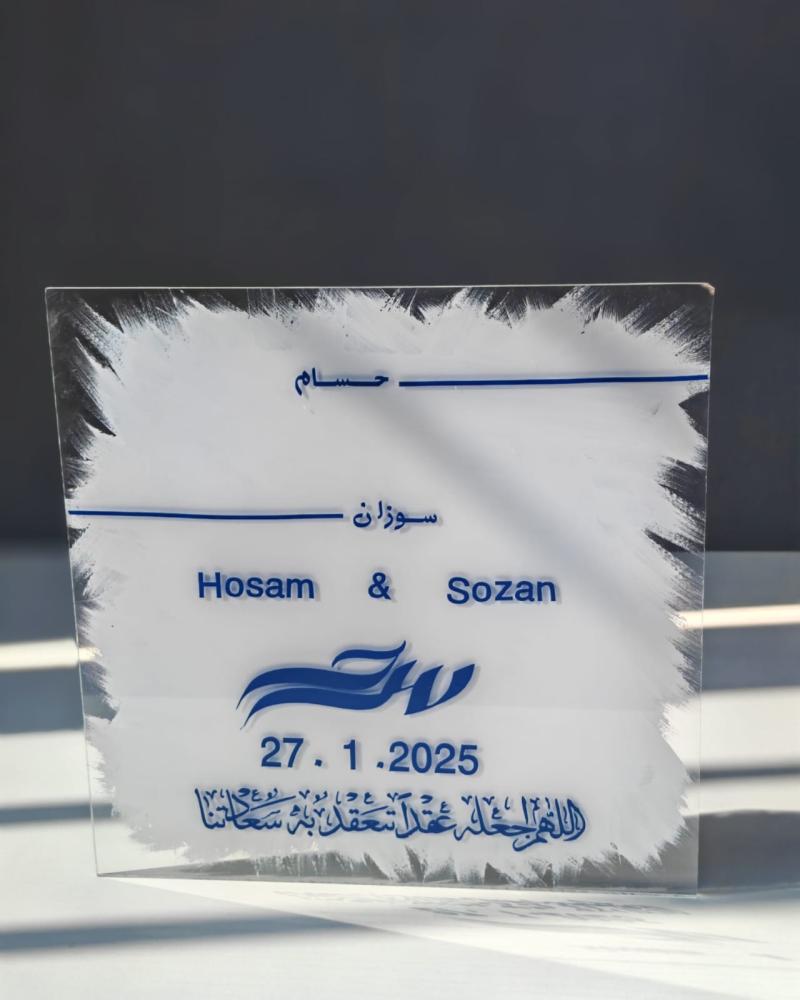 حسام
سوزان
Hosam & Sozan
27.1.2025
اللهم اجعله عقداً تنعقد به سعادتنا